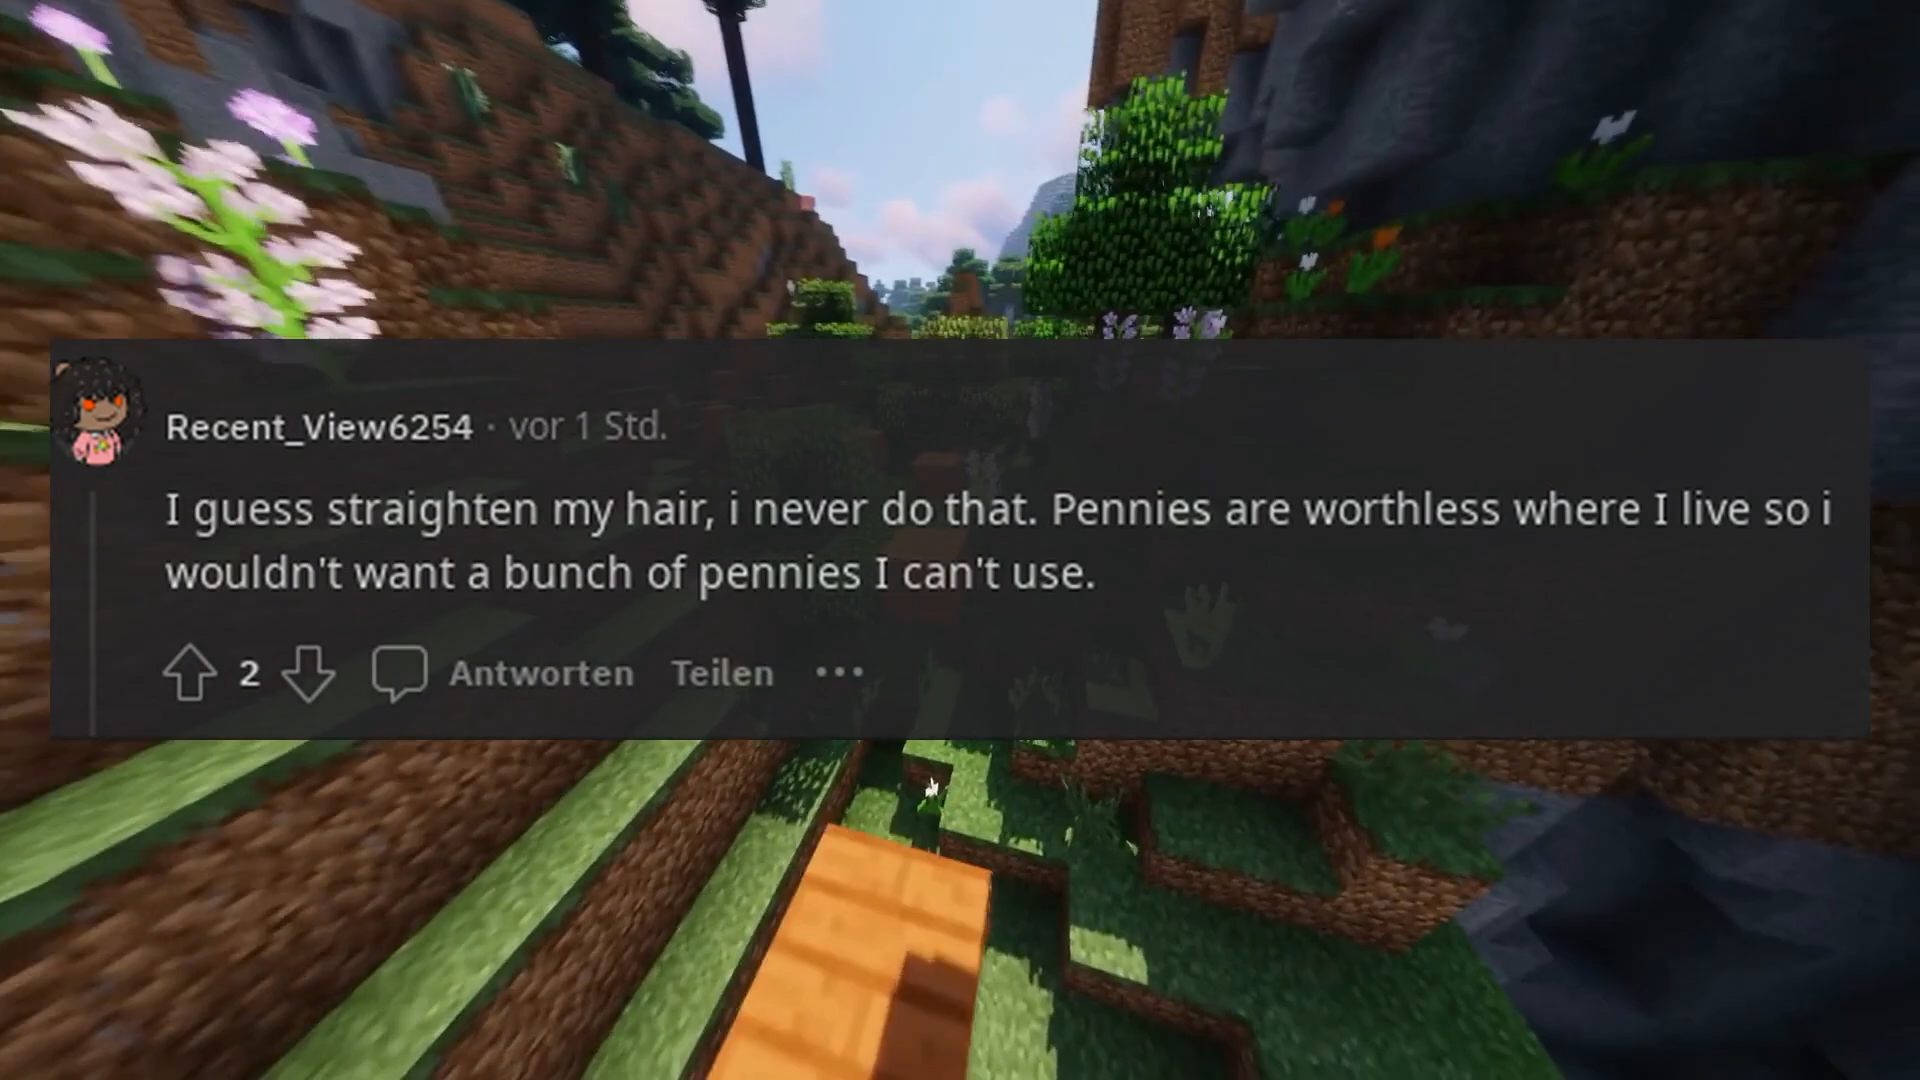 Recent_View6254 · vor 1 Std.
I guess straighten my hair, i never do that. Pennies are worthless where I live so i
wouldn't want a bunch of pennies I can't use.
2 Antworten Teilen ...